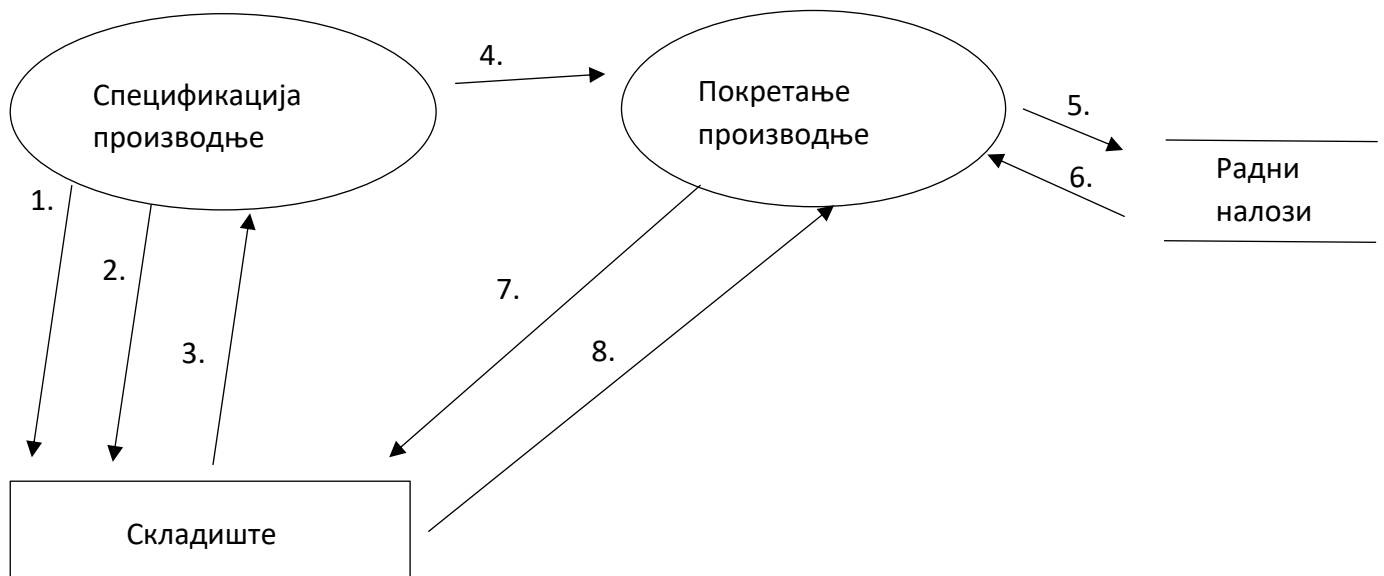 4.
Спецификација
производње
Покретање
производње
5.
6.
Радни
налози
1.
2.
3.
7.
8.
Складиште